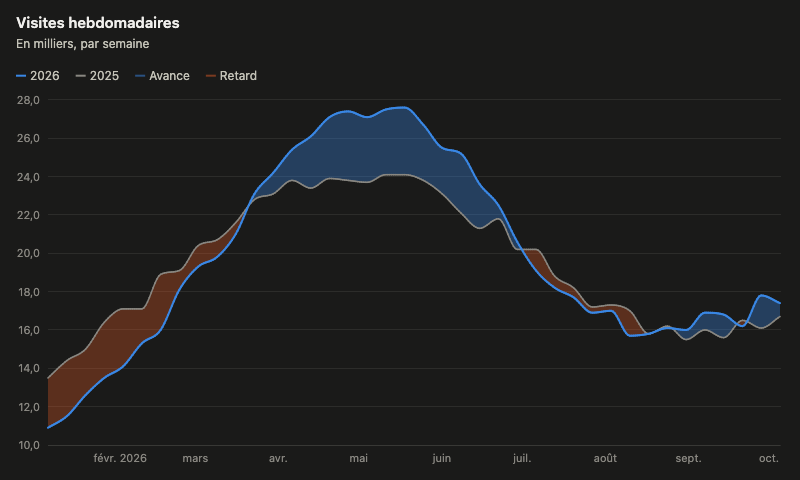 Visites hebdomadaires
En milliers, par semaine
2026 2025 Avance Retard
28,0
26,0
24,0
22,0
20,0
18,0
16,0
14,0
12,0
10,0
févr. 2026 mars avr. mai juin juil. août sept. oct.